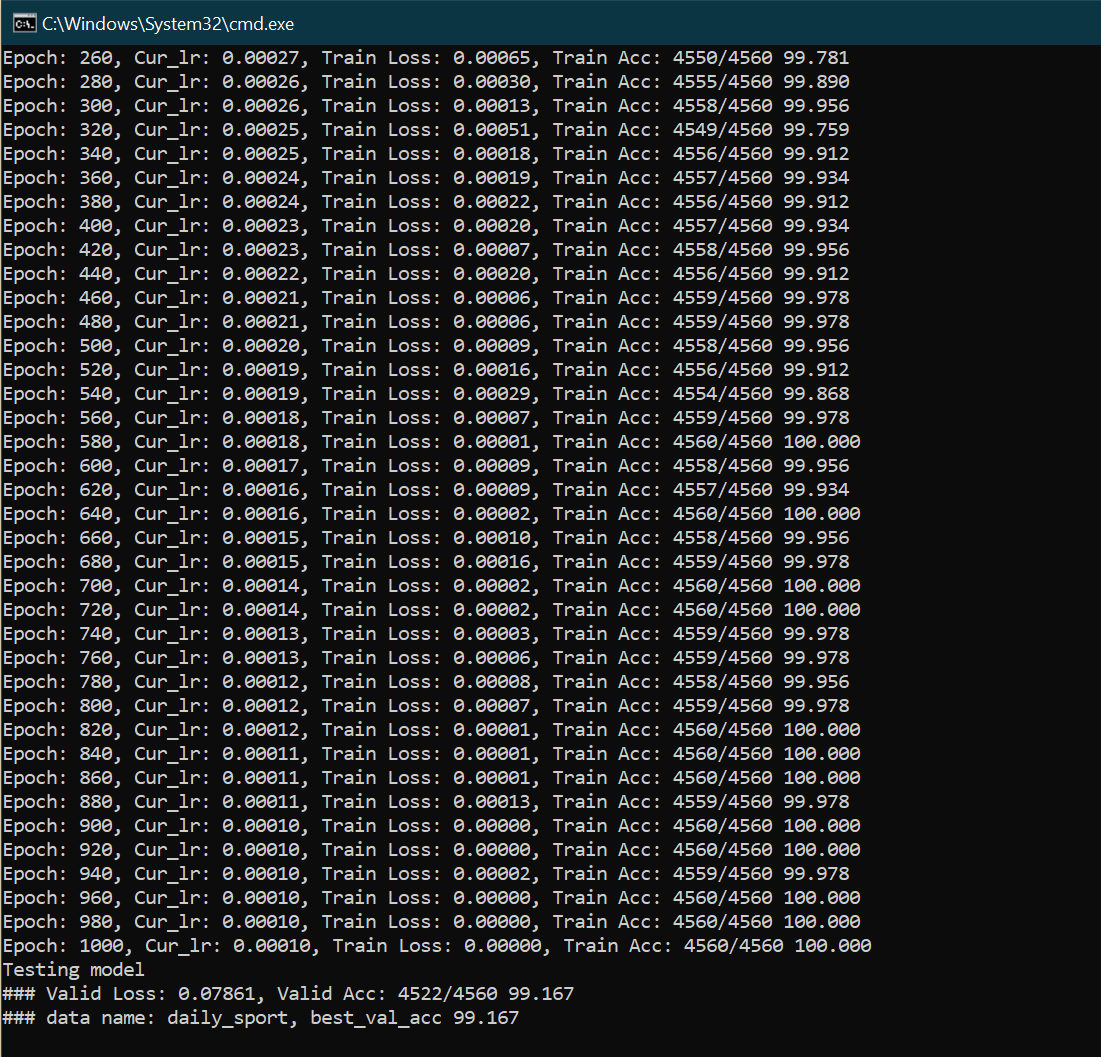 C:\Windows\System32\cmd.exe
Epoch: 260, Cur_lr: 0.00027, Train Loss: 0.00065, Train Acc: 4550/4560 99.781
Epoch: 280, Cur_lr: 0.00026, Train Loss: 0.00030, Train Acc: 4555/4560 99.890
Epoch: 300, Cur_lr: 0.00026, Train Loss: 0.00013, Train Acc: 4558/4560 99.956
Epoch: 320, Cur_lr: 0.00025, Train Loss: 0.00051, Train Acc: 4549/4560 99.759
Epoch: 340, Cur_lr: 0.00025, Train Loss: 0.00018, Train Acc: 4556/4560 99.912
Epoch: 360, Cur_lr: 0.00024, Train Loss: 0.00019, Train Acc: 4557/4560 99.934
Epoch: 380, Cur_lr: 0.00024, Train Loss: 0.00022, Train Acc: 4556/4560 99.912
Epoch: 400, Cur_lr: 0.00023, Train Loss: 0.00020, Train Acc: 4557/4560 99.934
Epoch: 420, Cur_lr: 0.00023, Train Loss: 0.00007, Train Acc: 4558/4560 99.956
Epoch: 440, Cur_lr: 0.00022, Train Loss: 0.00020, Train Acc: 4556/4560 99.912
Epoch: 460, Cur_lr: 0.00021, Train Loss: 0.00006, Train Acc: 4559/4560 99.978
Epoch: 480, Cur_lr: 0.00021, Train Loss: 0.00006, Train Acc: 4559/4560 99.978
Epoch: 500, Cur_lr: 0.00020, Train Loss: 0.00009, Train Acc: 4558/4560 99.956
Epoch: 520, Cur_lr: 0.00019, Train Loss: 0.00016, Train Acc: 4556/4560 99.912
Epoch: 540, Cur_lr: 0.00019, Train Loss: 0.00029, Train Acc: 4554/4560 99.868
Epoch: 560, Cur_lr: 0.00018, Train Loss: 0.00007, Train Acc: 4559/4560 99.978
Epoch: 580, Cur_lr: 0.00018, Train Loss: 0.00001, Train Acc: 4560/4560 100.000
Epoch: 600, Cur_lr: 0.00017, Train Loss: 0.00009, Train Acc: 4558/4560 99.956
Epoch: 620, Cur_lr: 0.00016, Train Loss: 0.00009, Train Acc: 4557/4560 99.934
Epoch: 640, Cur_lr: 0.00016, Train Loss: 0.00002, Train Acc: 4560/4560 100.000
Epoch: 660, Cur_lr: 0.00015, Train Loss: 0.00010, Train Acc: 4558/4560 99.956
Epoch: 680, Cur_lr: 0.00015, Train Loss: 0.00016, Train Acc: 4559/4560 99.978
Epoch: 700, Cur_lr: 0.00014, Train Loss: 0.00002, Train Acc: 4560/4560 100.000
Epoch: 720, Cur_lr: 0.00014, Train Loss: 0.00002, Train Acc: 4560/4560 100.000
Epoch: 740, Cur_lr: 0.00013, Train Loss: 0.00003, Train Acc: 4559/4560 99.978
Epoch: 760, Cur_lr: 0.00013, Train Loss: 0.00006, Train Acc: 4559/4560 99.978
Epoch: 780, Cur_lr: 0.00012, Train Loss: 0.00008, Train Acc: 4558/4560 99.956
Epoch: 800, Cur_lr: 0.00012, Train Loss: 0.00007, Train Acc: 4559/4560 99.978
Epoch: 820, Cur_lr: 0.00012, Train Loss: 0.00001, Train Acc: 4560/4560 100.000
Epoch: 840, Cur_lr: 0.00011, Train Loss: 0.00001, Train Acc: 4560/4560 100.000
Epoch: 860, Cur_lr: 0.00011, Train Loss: 0.00001, Train Acc: 4560/4560 100.000
Epoch: 880, Cur_lr: 0.00011, Train Loss: 0.00013, Train Acc: 4559/4560 99.978
Epoch: 900, Cur_lr: 0.00010, Train Loss: 0.00000, Train Acc: 4560/4560 100.000
Epoch: 920, Cur_lr: 0.00010, Train Loss: 0.00000, Train Acc: 4560/4560 100.000
Epoch: 940, Cur_lr: 0.00010, Train Loss: 0.00002, Train Acc: 4559/4560 99.978
Epoch: 960, Cur_lr: 0.00010, Train Loss: 0.00000, Train Acc: 4560/4560 100.000
Epoch: 980, Cur_lr: 0.00010, Train Loss: 0.00000, Train Acc: 4560/4560 100.000
Epoch: 1000, Cur_lr: 0.00010, Train Loss: 0.00000, Train Acc: 4560/4560 100.000
Testing model
### Valid Loss: 0.07861, Valid Acc: 4522/4560 99.167
### data name: daily_sport, best_val_acc 99.167